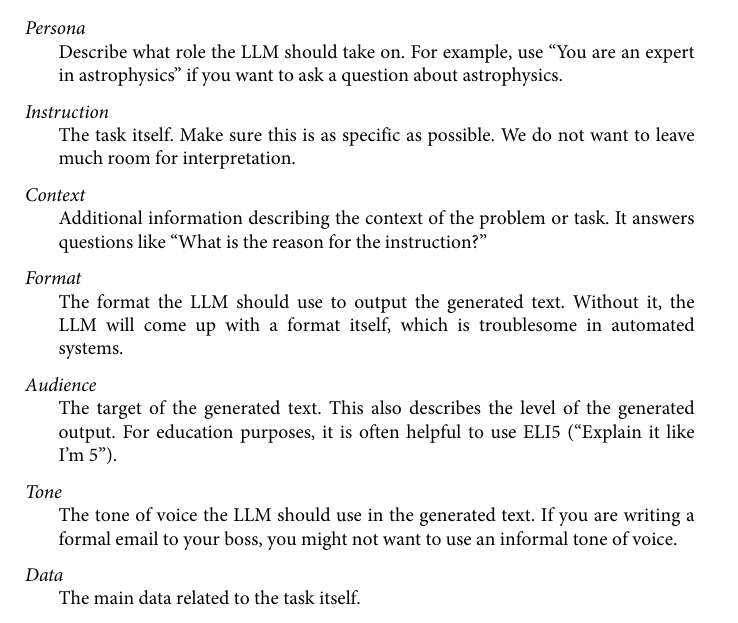 Persona
Describe what role the LLM should take on. For example, use “You are an expert
in astrophysics” if you want to ask a question about astrophysics.
Instruction
The task itself. Make sure this is as specific as possible. We do not want to leave
much room for interpretation.
Context
Additional information describing the context of the problem or task. It answers
questions like “What is the reason for the instruction?”
Format
The format the LLM should use to output the generated text. Without it, the
LLM will come up with a format itself, which is troublesome in automated
systems.
Audience
The target of the generated text. This also describes the level of the generated
output. For education purposes, it is often helpful to use ELI5 (“Explain it like
I’m 5”).
Tone
The tone of voice the LLM should use in the generated text. If you are writing a
formal email to your boss, you might not want to use an informal tone of voice.
Data
The main data related to the task itself.